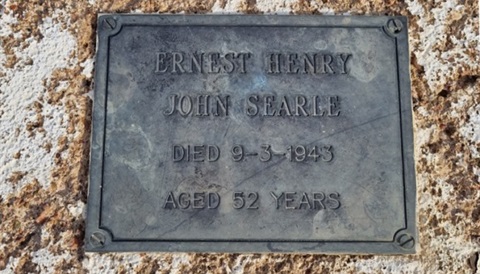 ERNEST HENRY
JOHN SEARLE
DIED 9-3-1943
AGED 52 YEARS